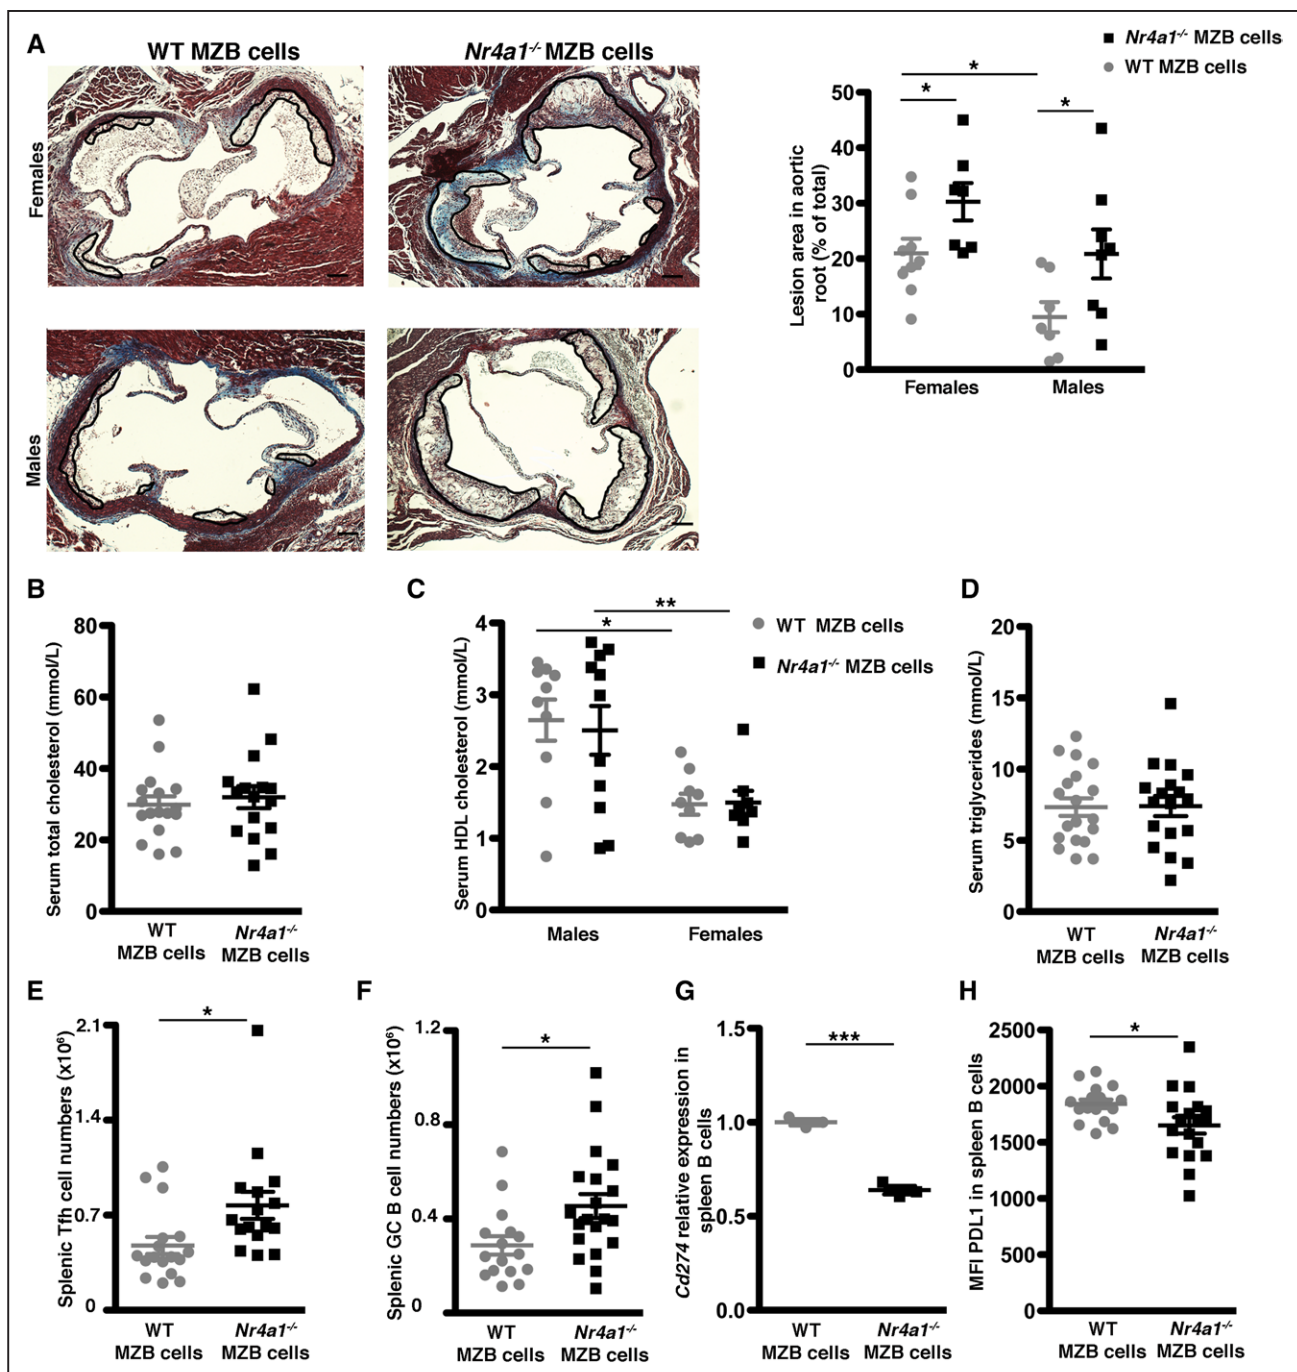 A
WT MZB cells
Nr4a1-/- MZB cells
Females
Males
Nr4a1-/- MZB cells
WT MZB cells
*
*
*
Lesion area in aortic
root (% of total)
50
40
30
20
10
0
Females
Males
B
Serum total cholesterol (mmol/L)
80
60
40
20
0
WT
MZB cells
Nr4a1-/-
MZB cells
C
**
*
WT MZB cells
Nr4a1-/- MZB cells
Serum HDL cholesterol (mmol/L)
4
3
2
1
0
Males
Females
D
Serum triglycerides (mmol/L)
20
15
10
5
0
WT
MZB cells
Nr4a1-/-
MZB cells
E
*
Splenic Tfh cell numbers (x10⁶)
2.1
1.4
0.7
0
WT
MZB cells
Nr4a1-/-
MZB cells
F
*
Splenic GC B cell numbers (x10⁶)
1.2
0.8
0.4
0
WT
MZB cells
Nr4a1-/-
MZB cells
G
***
Cd274 relative expression in
spleen B cells
1.5
1.0
0.5
0.0
WT
MZB cells
Nr4a1-/-
MZB cells
H
*
MFI PDL1 in spleen B cells
2500
2000
1500
1000
500
0
WT
MZB cells
Nr4a1-/-
MZB cells